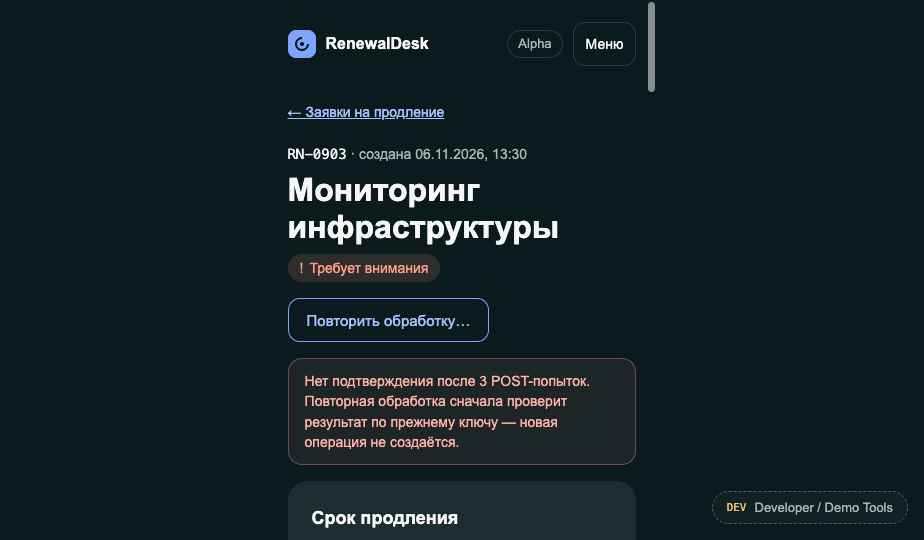 RenewalDesk
Alpha
Меню
← Заявки на продление
RN-0903 · создана 06.11.2026, 13:30
Мониторинг
инфраструктуры
! Требует внимания
Повторить обработку…
Нет подтверждения после 3 POST-попыток.
Повторная обработка сначала проверит
результат по прежнему ключу — новая
операция не создаётся.
Срок продления
DEV Developer / Demo Tools